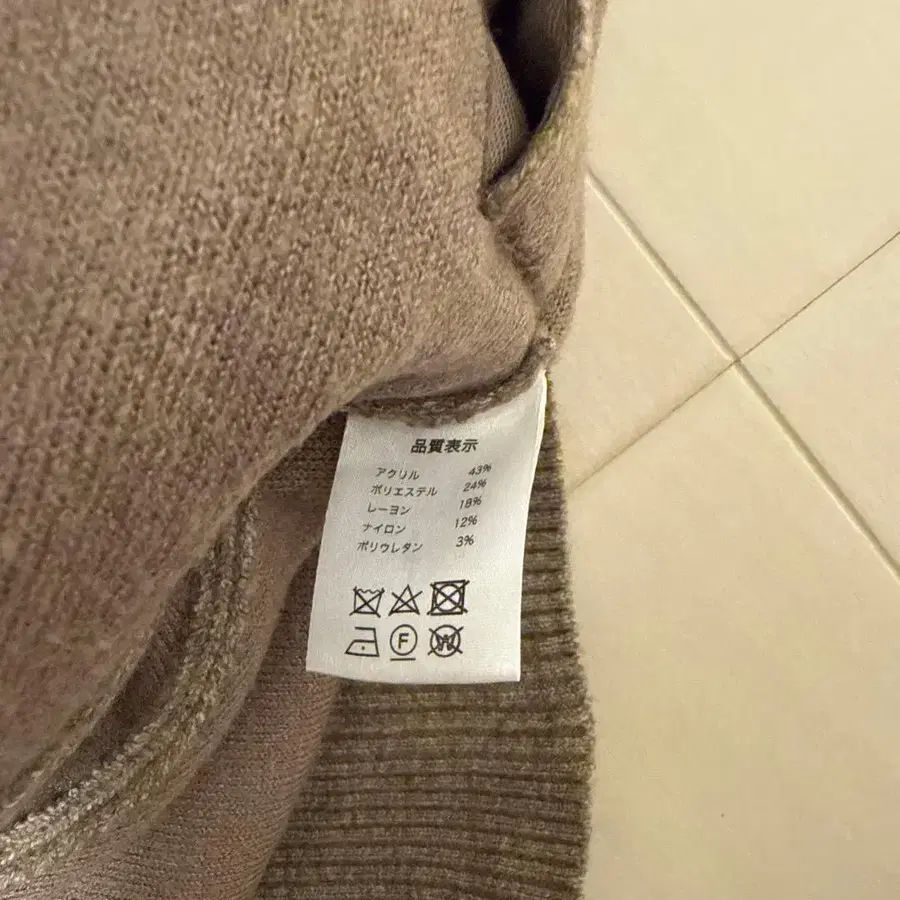 品質表示
アクリル 43%
ポリエステル 24%
レーヨン 18%
ナイロン 12%
ポリウレタン 3%
F W